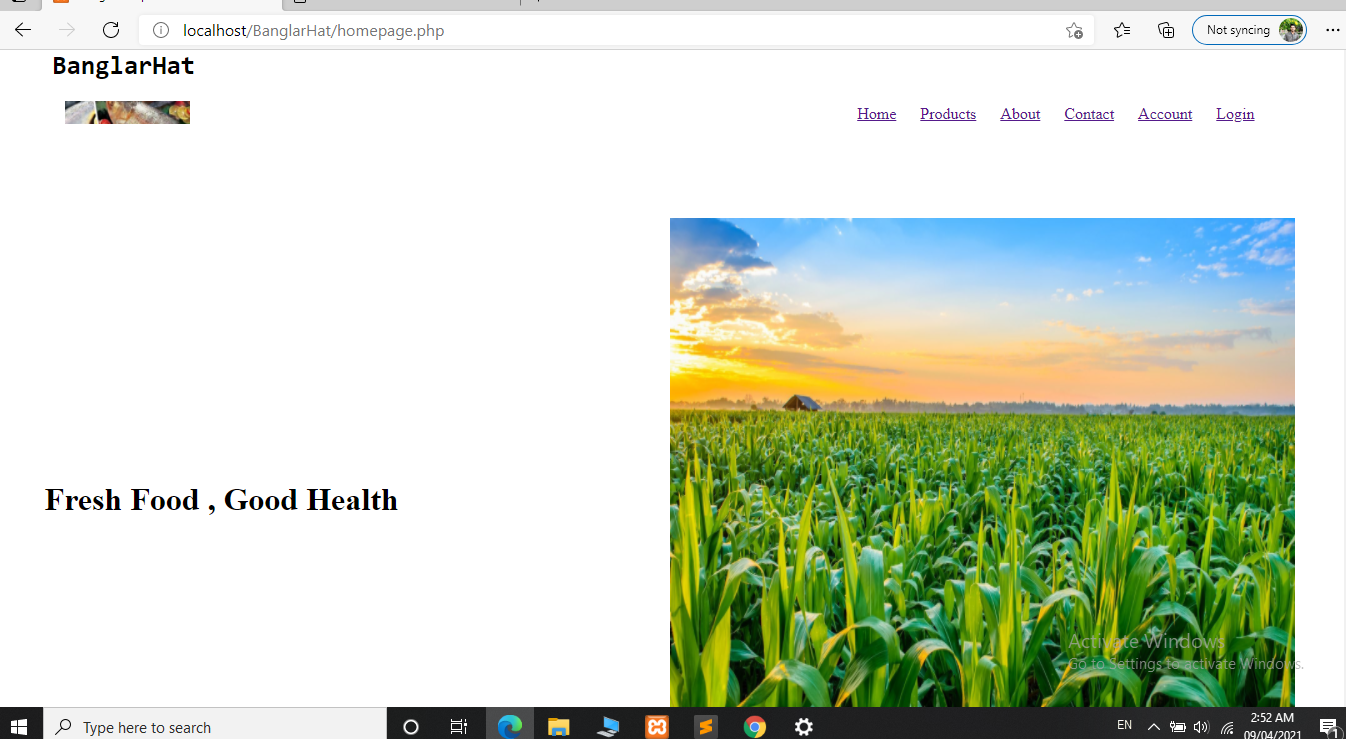 localhost/BanglarHat/homepage.php
Not syncing
BanglarHat
Home Products About Contact Account Login
Fresh Food , Good Health
Activate Windows
Go to Settings to activate Windows.
Type here to search
EN
2:52 AM
09/04/2021
1